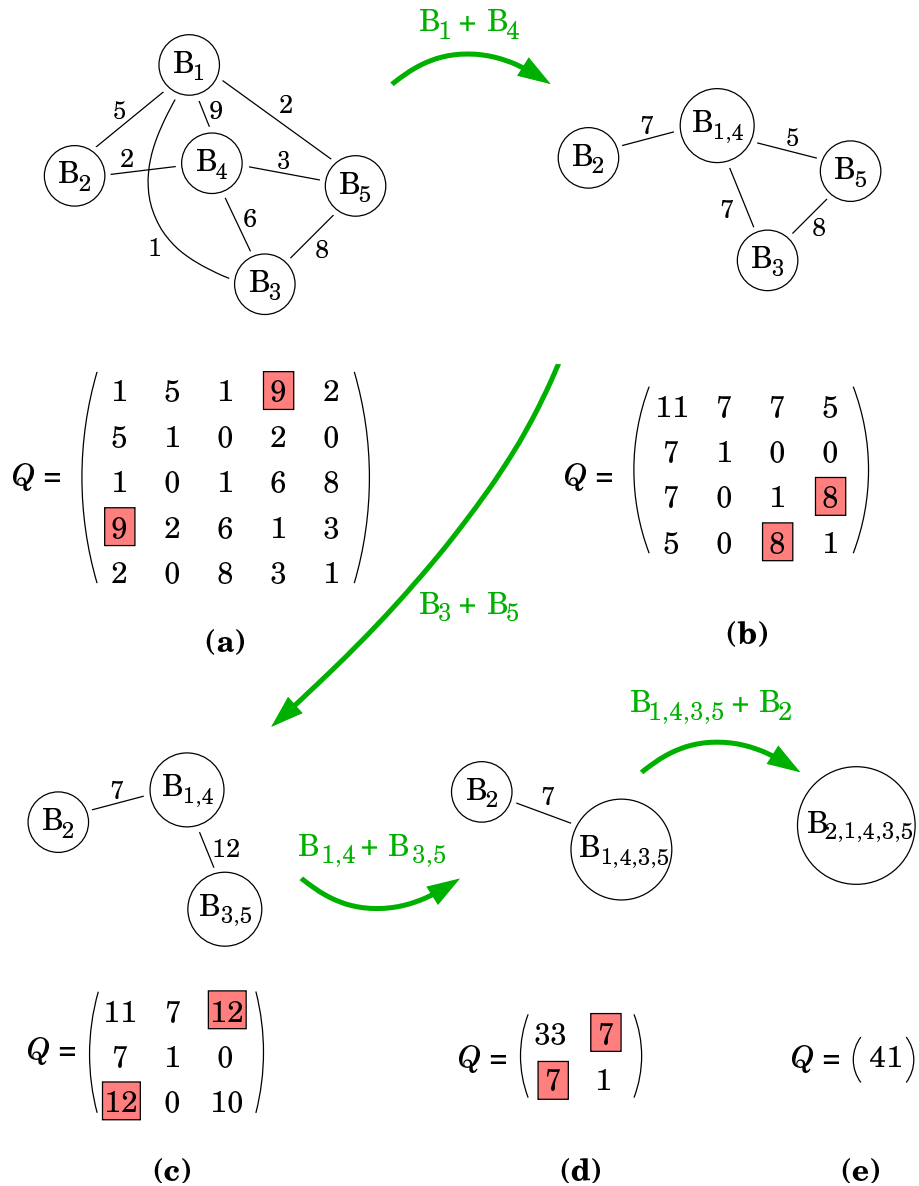 B1 + B4
B1
5
9
2
B2
2
B4
3
B5
1
6
8
B3
7
B1,4
B2
5
B5
7
8
B3
Q =
1 5 1 9 2
5 1 0 2 0
1 0 1 6 8
9 2 6 1 3
2 0 8 3 1
(a)
Q =
11 7 7 5
7 1 0 0
7 0 1 8
5 0 8 1
(b)
B3 + B5
B2
7
B1,4
12
B3,5
B1,4 + B3,5
B2
7
B1,4,3,5
B1,4,3,5 + B2
B2,1,4,3,5
Q =
11 7 12
7 1 0
12 0 10
(c)
Q =
33 7
7 1
(d)
Q = ( 41 )
(e)